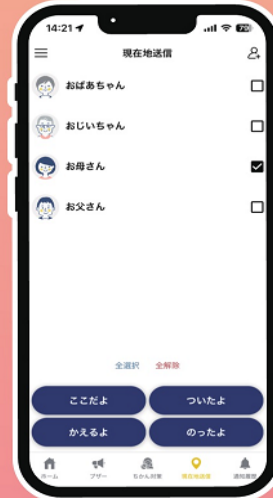 14:21
現在地送信
おばあちゃん
おじいちゃん
お母さん
お父さん
全選択 全解除
ここだよ ついたよ
かえるよ のったよ
ホーム ブザー ちかん対策 現在地送信 通知履歴